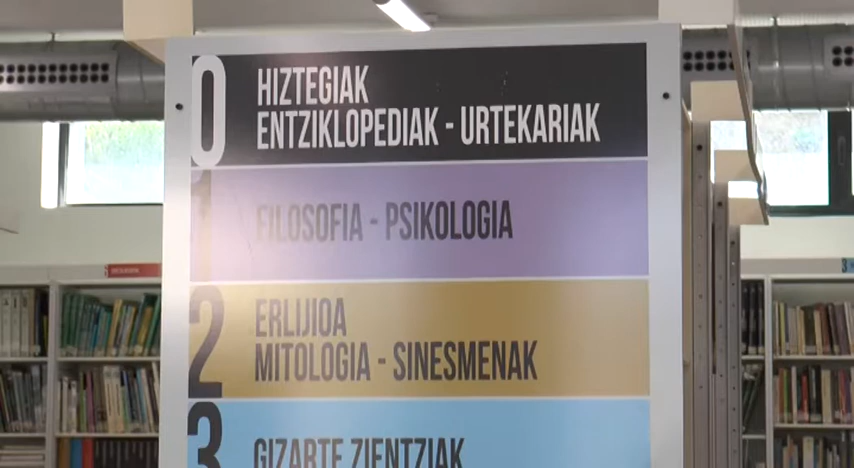 0
HIZTEGIAK
ENTZIKLOPEDIAK - URTEKARIAK
1
FILOSOFIA - PSIKOLOGIA
2
ERLIJIOA
MITOLOGIA - SINESMENAK
3
GIZARTE ZIENTZIAK